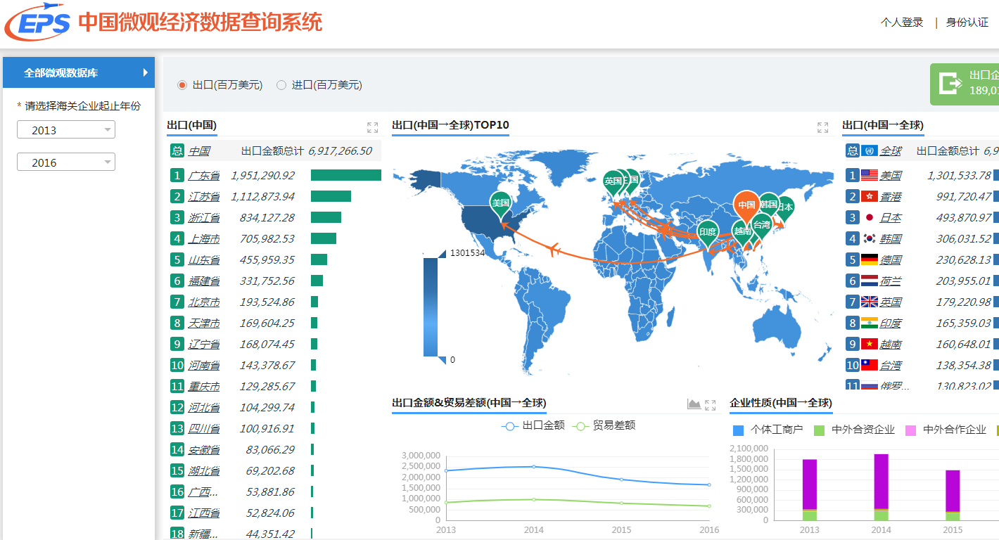 EPS 中国微观经济数据查询系统
个人登录 | 身份认证
全部微观数据库
* 请选择海关企业起止年份
2013
2016
出口(百万美元) 进口(百万美元)
出口企
189,01
出口(中国)
总 中国 出口金额总计 6,917,266.50
1 广东省 1,951,290.92
2 江苏省 1,112,873.94
3 浙江省 834,127.28
4 上海市 705,982.53
5 山东省 455,959.35
6 福建省 331,752.56
7 北京市 193,524.86
8 天津市 169,604.25
9 辽宁省 168,074.45
10 河南省 143,378.67
11 重庆市 129,285.67
12 河北省 104,299.74
13 四川省 100,916.91
14 安徽省 83,066.29
15 湖北省 69,202.68
16 广西... 53,881.86
17 江西省 52,824.06
18 新疆... 44,351.42
出口(中国→全球)TOP10
英国
国
美国
中国
韩国
日本
台湾
印度
越南
1301534
0
出口(中国→全球)
总 全球 出口金额总计 6,9
1 美国 1,301,533.78
2 香港 991,720.47
3 日本 493,870.97
4 韩国 306,031.52
5 德国 230,628.13
6 荷兰 203,955.01
7 英国 179,220.98
8 印度 165,359.03
9 越南 160,648.01
10 台湾 138,354.38
11 俄罗... 130,823.02
出口金额&贸易差额(中国→全球)
出口金额 贸易差额
3,000,000
2,500,000
2,000,000
1,500,000
1,000,000
500,000
0
2013 2014 2015 2016
企业性质(中国→全球)
个体工商户 中外合资企业 中外合作企业
2,100,000
1,800,000
1,500,000
1,200,000
900,000
600,000
300,000
0
2013 2014 2015